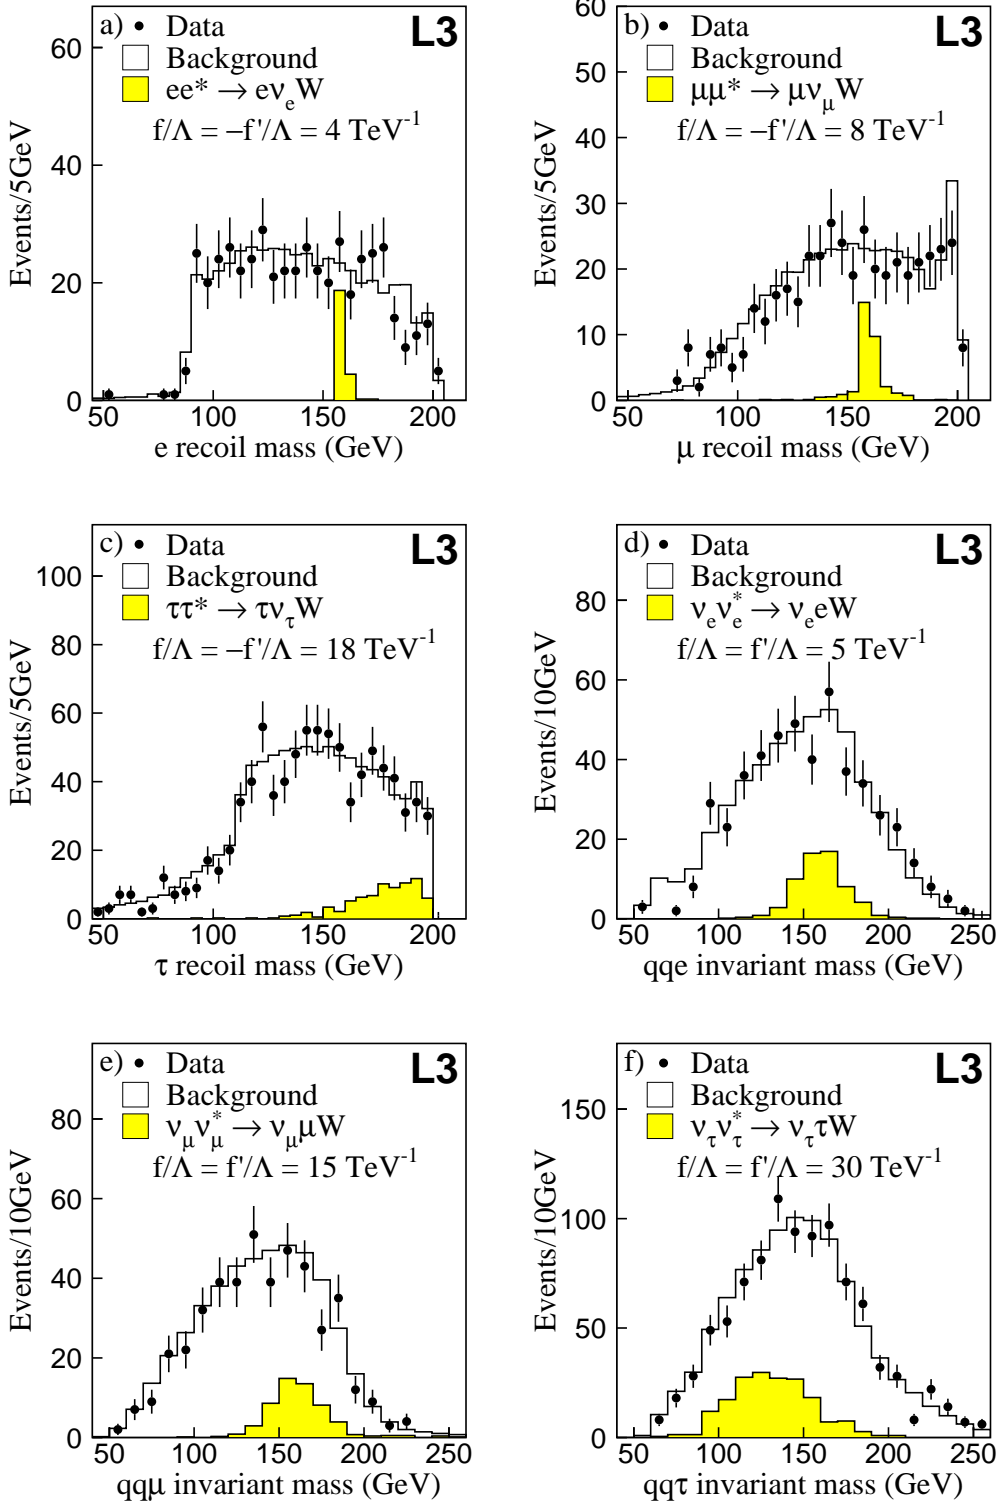 a) Data L3
Background
ee* → eν_eW
f/Λ = −f'/Λ = 4 TeV⁻¹
Events/5GeV
60
40
20
0
100 150 200
e recoil mass (GeV)
b) Data L3
Background
μμ* → μν_μW
f/Λ = −f'/Λ = 8 TeV⁻¹
Events/5GeV
60
50
40
30
20
10
0
50 100 150 200
μ recoil mass (GeV)
c) Data L3
Background
ττ* → τν_τW
f/Λ = −f'/Λ = 18 TeV⁻¹
Events/5GeV
100
80
60
40
20
0
50 100 150 200
τ recoil mass (GeV)
d) Data L3
Background
ν_eν_e* → ν_eeW
f/Λ = f'/Λ = 5 TeV⁻¹
Events/10GeV
80
60
40
20
0
50 100 150 200 250
qqe invariant mass (GeV)
e) Data L3
Background
ν_μν_μ* → ν_μμW
f/Λ = f'/Λ = 15 TeV⁻¹
Events/10GeV
80
60
40
20
0
50 100 150 200 250
qqμ invariant mass (GeV)
f) Data L3
Background
ν_τν_τ* → ν_ττW
f/Λ = f'/Λ = 30 TeV⁻¹
Events/10GeV
150
100
50
0
50 100 150 200 250
qqτ invariant mass (GeV)